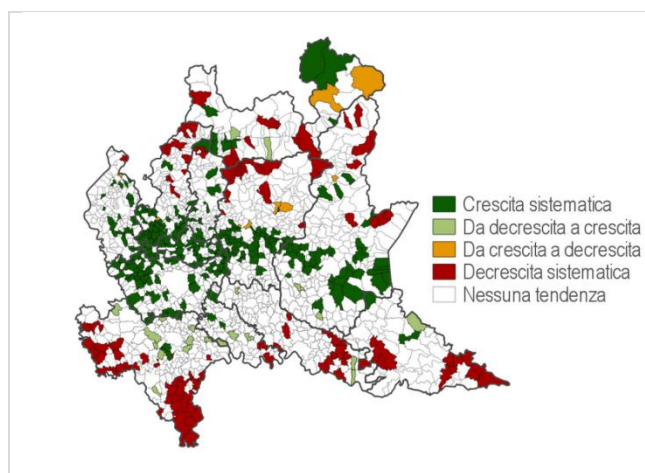 Crescita sistematica
Da decrescita a crescita
Da crescita a decrescita
Decrescita sistematica
Nessuna tendenza